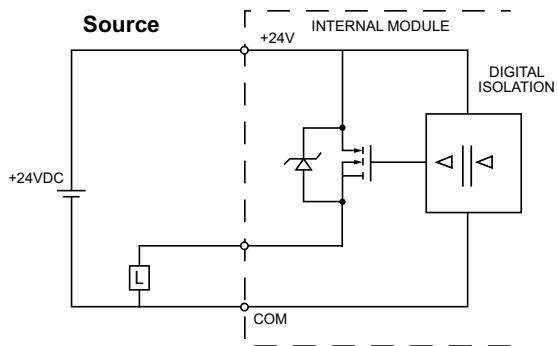 Source
INTERNAL MODULE
+24V
DIGITAL
ISOLATION
+24VDC
L
COM